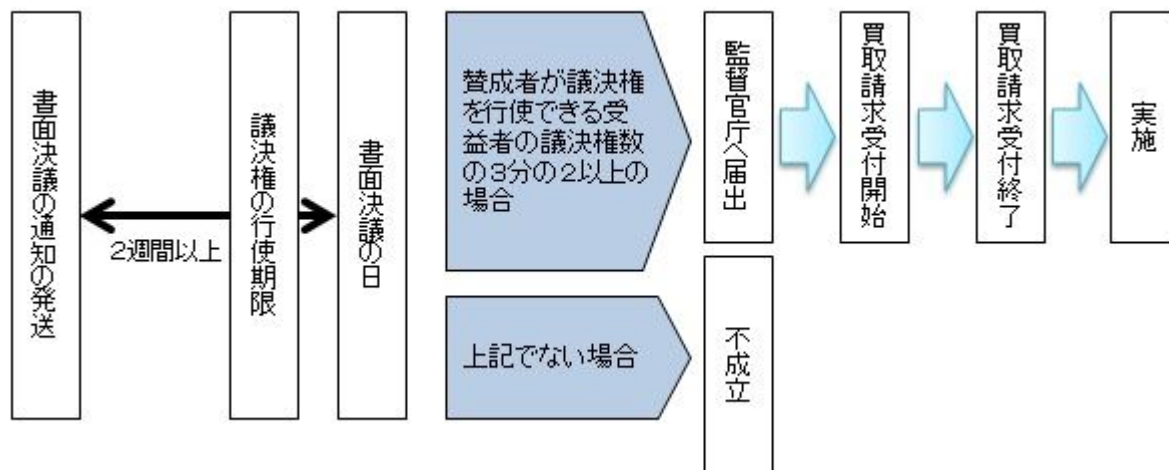 書面決議の通知の発送
2週間以上
議決権の行使期限
書面決議の日
賛成者が議決権
を行使できる受
益者の議決権数
の3分の2以上の
場合
監督官庁へ届出
買取請求受付開始
買取請求受付終了
実施
上記でない場合
不成立